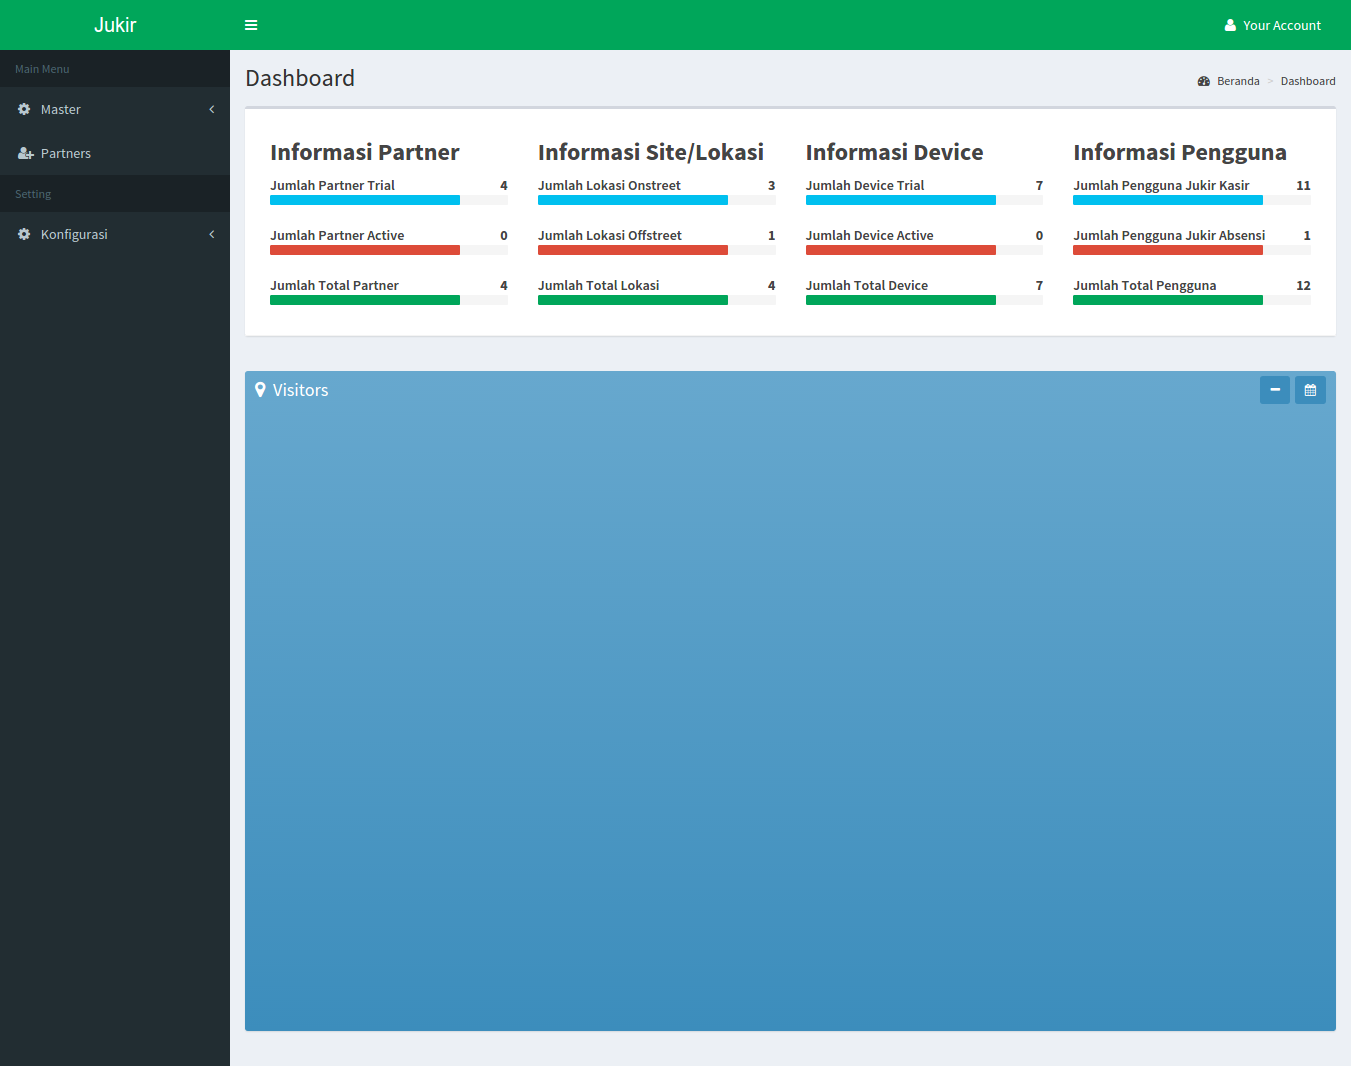 Jukir
Your Account
Main Menu
Master
Partners
Setting
Konfigurasi
Dashboard
Beranda > Dashboard
Informasi Partner
Jumlah Partner Trial 4
Jumlah Partner Active 0
Jumlah Total Partner 4
Informasi Site/Lokasi
Jumlah Lokasi Onstreet 3
Jumlah Lokasi Offstreet 1
Jumlah Total Lokasi 4
Informasi Device
Jumlah Device Trial 7
Jumlah Device Active 0
Jumlah Total Device 7
Informasi Pengguna
Jumlah Pengguna Jukir Kasir 11
Jumlah Pengguna Jukir Absensi 1
Jumlah Total Pengguna 12
Visitors